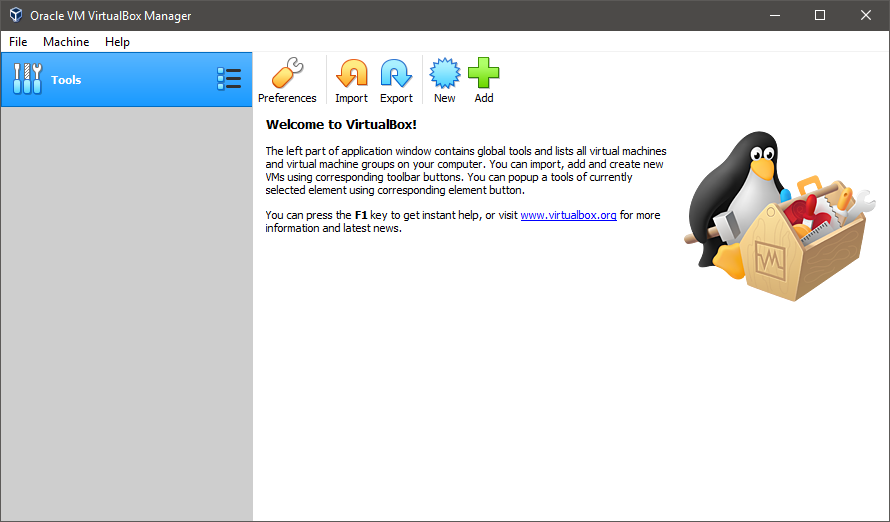 Oracle VM VirtualBox Manager
File Machine Help
Tools
Preferences Import Export New Add
Welcome to VirtualBox!
The left part of application window contains global tools and lists all virtual machines
and virtual machine groups on your computer. You can import, add and create new
VMs using corresponding toolbar buttons. You can popup a tools of currently
selected element using corresponding element button.
You can press the F1 key to get instant help, or visit www.virtualbox.org for more
information and latest news.